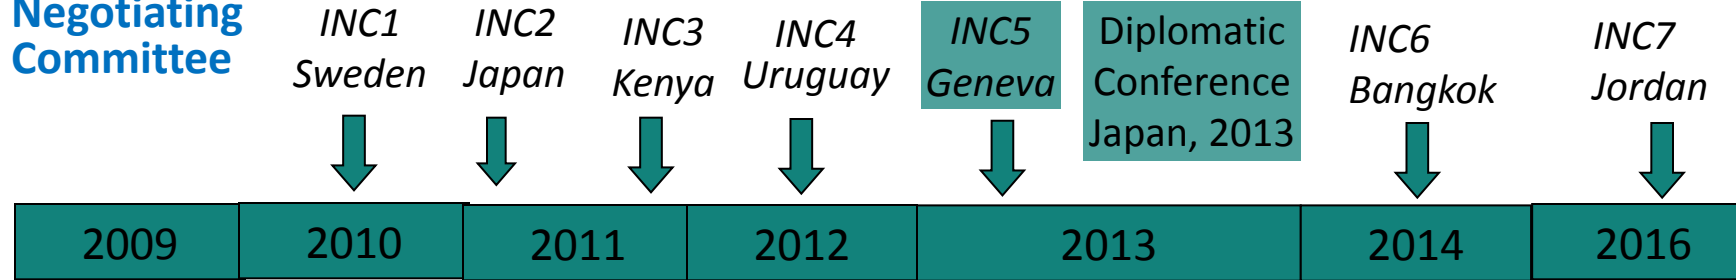 Negotiating
Committee
INC1
Sweden
INC2
Japan
INC3
Kenya
INC4
Uruguay
INC5
Geneva
Diplomatic
Conference
Japan, 2013
INC6
Bangkok
INC7
Jordan
2009
2010
2011
2012
2013
2014
2016